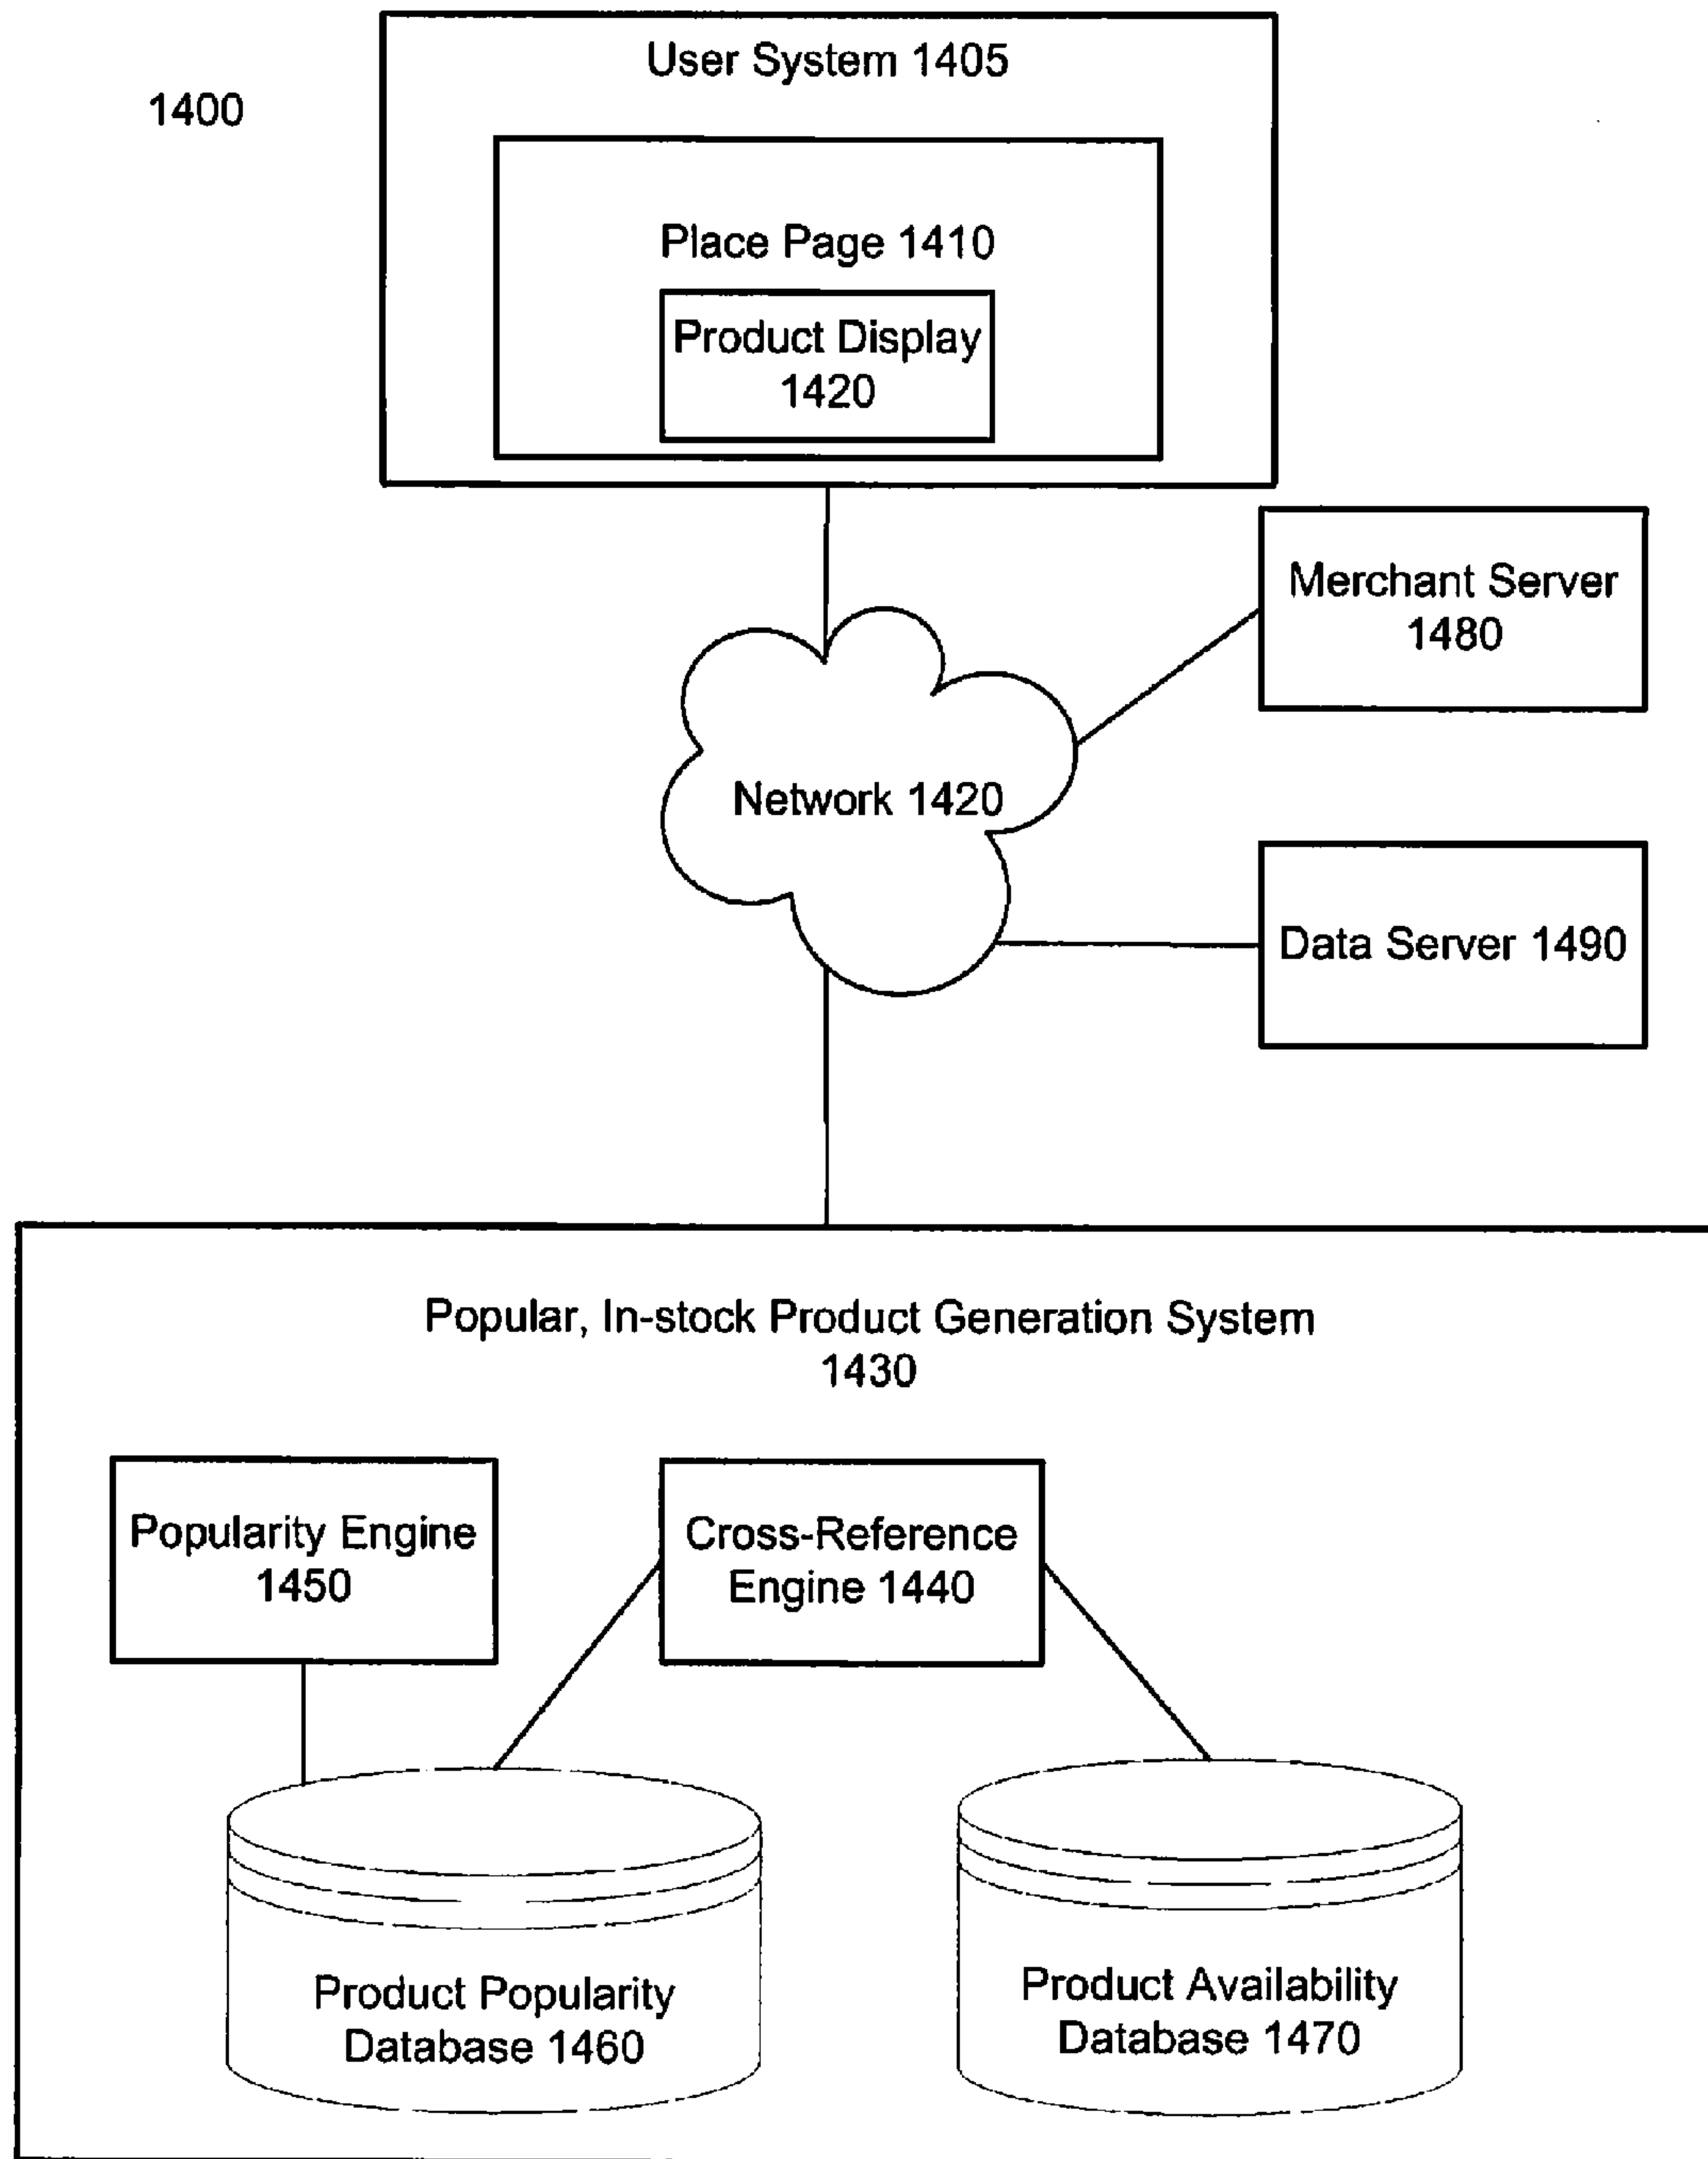 User System 1405
1400
Place Page 1410
Product Display
1420
Merchant Server
1480
Network 1420
Data Server 1490
Popular, In-stock Product Generation System
1430
Popularity Engine
1450
Cross-Reference
Engine 1440
Product Popularity
Database 1460
Product Availability
Database 1470